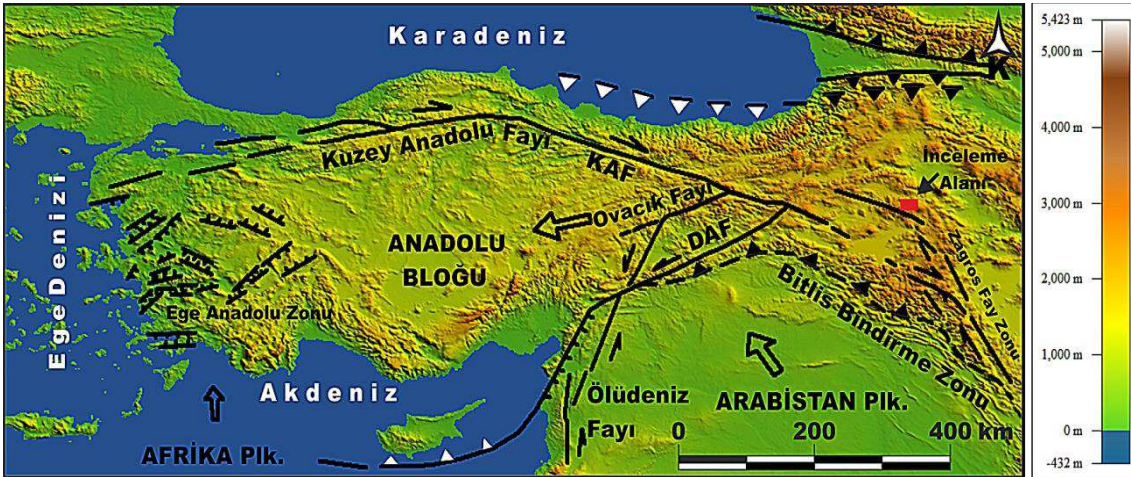 Karadeniz
K
Kuzey Anadolu Fayı
KAF
İnceleme
Alanı
Ovacık Fayı
DAF
ANADOLU
BLOĞU
Ege Denizi
Ege Anadolu Zonu
Zagros Fay Zonu
Bitlis-Bindirme Zonu
Akdeniz
Ölüdeniz
Fayı
ARABİSTAN Plk.
AFRİKA Plk.
0 200 400 km
5,423 m
5,000 m
4,000 m
3,000 m
2,000 m
1,000 m
0 m
-432 m